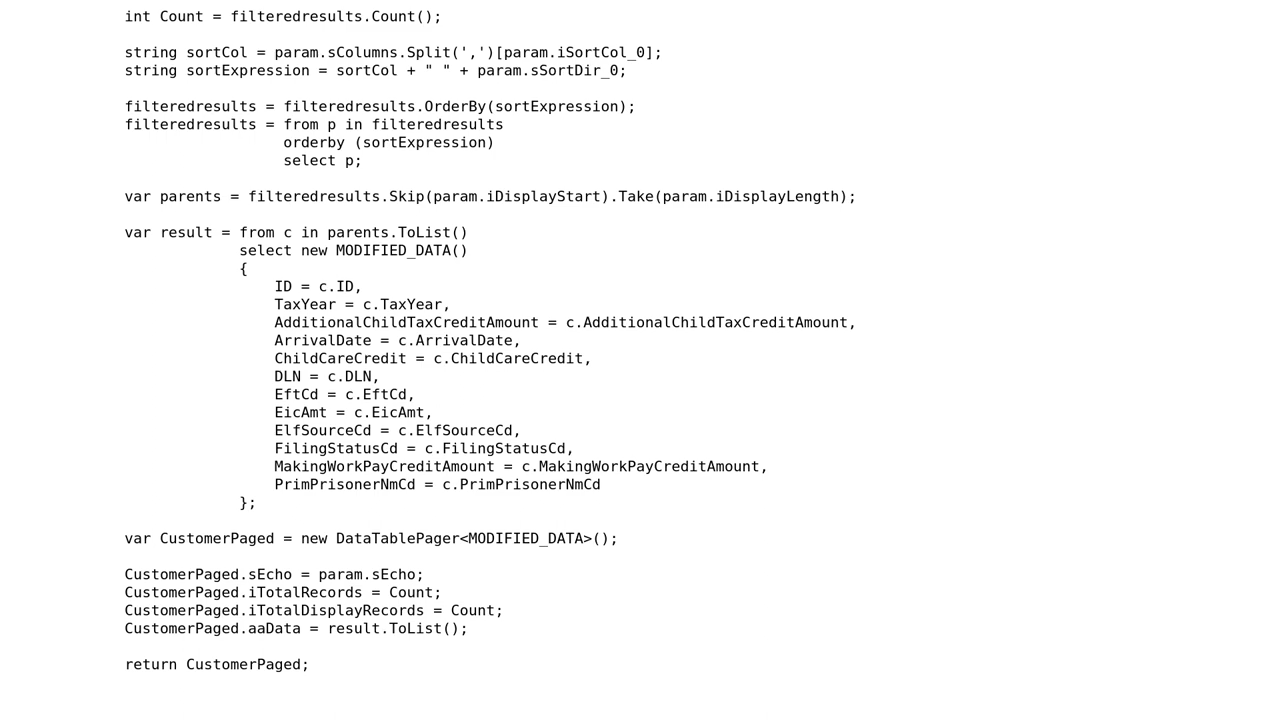 int Count = filteredresults.Count();
string sortCol = param.sColumns.Split(',')[param.iSortCol_0];
string sortExpression = sortCol + " " + param.sSortDir_0;
filteredresults = filteredresults.OrderBy(sortExpression);
filteredresults = from p in filteredresults
orderby (sortExpression)
select p;
var parents = filteredresults.Skip(param.iDisplayStart).Take(param.iDisplayLength);
var result = from c in parents.ToList()
select new MODIFIED_DATA()
{
ID = c.ID,
TaxYear = c.TaxYear,
AdditionalChildTaxCreditAmount = c.AdditionalChildTaxCreditAmount,
ArrivalDate = c.ArrivalDate,
ChildCareCredit = c.ChildCareCredit,
DLN = c.DLN,
EftCd = c.EftCd,
EicAmt = c.EicAmt,
ElfSourceCd = c.ElfSourceCd,
FilingStatusCd = c.FilingStatusCd,
MakingWorkPayCreditAmount = c.MakingWorkPayCreditAmount,
PrimPrisonerNmCd = c.PrimPrisonerNmCd
};
var CustomerPaged = new DataTablePager<MODIFIED_DATA>();
CustomerPaged.sEcho = param.sEcho;
CustomerPaged.iTotalRecords = Count;
CustomerPaged.iTotalDisplayRecords = Count;
CustomerPaged.aaData = result.ToList();
return CustomerPaged;